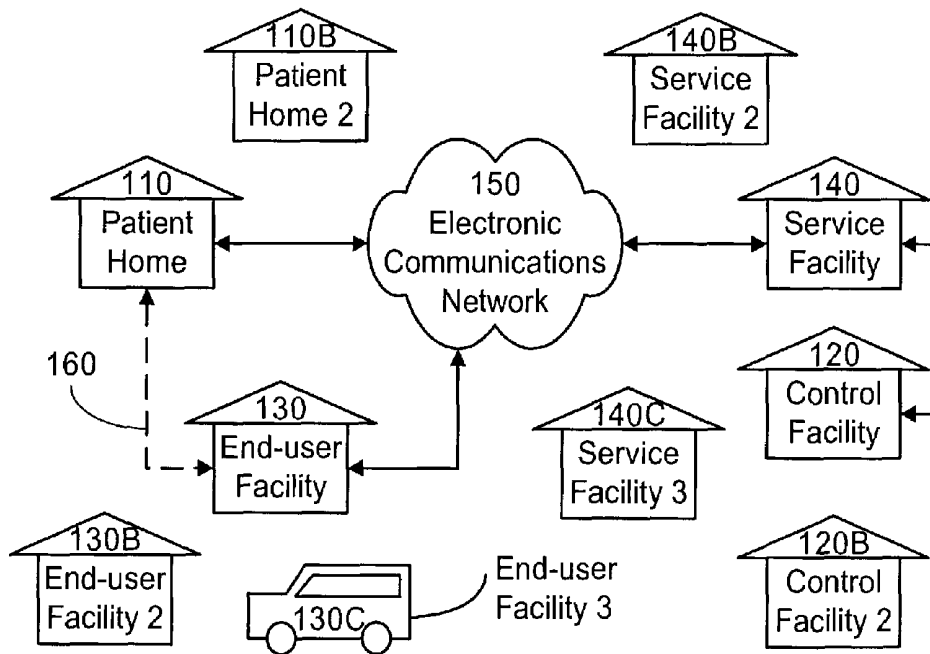 110B
Patient
Home 2
140B
Service
Facility 2
110
Patient
Home
150
Electronic
Communications
Network
140
Service
Facility
160
130
End-user
Facility
140C
Service
Facility 3
120
Control
Facility
130B
End-user
Facility 2
130C
End-user
Facility 3
120B
Control
Facility 2